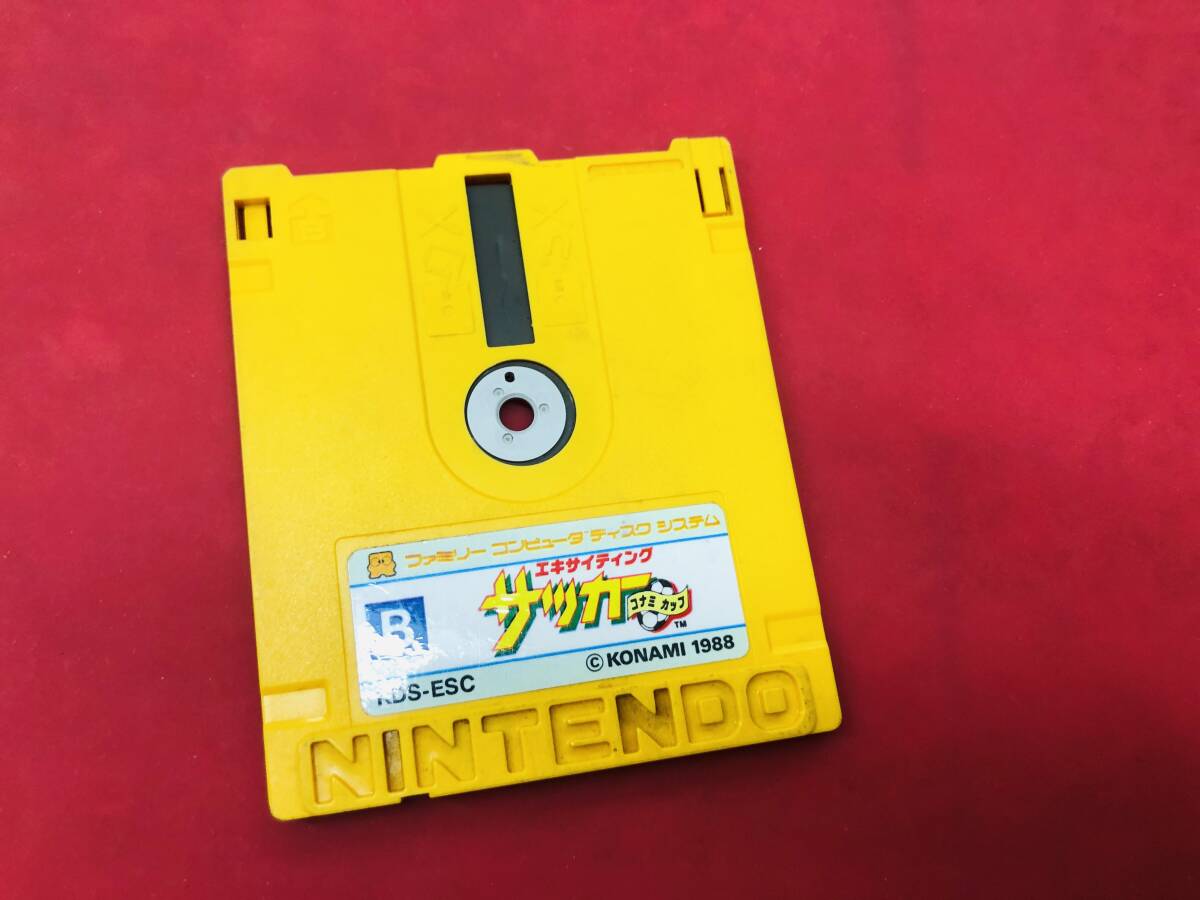 ファミリー コンピュータ ディスク システム
エキサイティング
サッカー
コナミ カップ
TM
B
© KONAMI 1988
KDS-ESC
NINTENDO